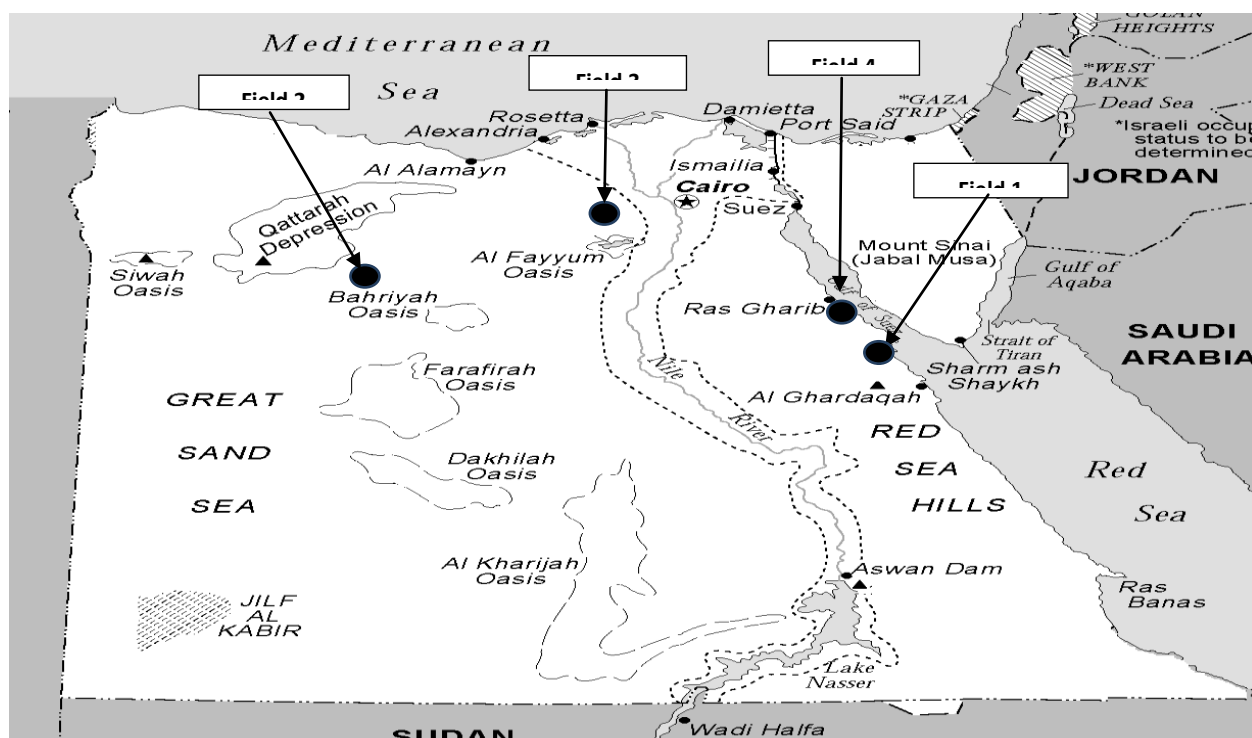 GOLAN
HEIGHTS
Mediterranean
Sea
Field 4
Field 1
*WEST
BANK
Dead Sea
*GAZA
STRIP
*Israeli occup
status to be
determined
JORDAN
Rosetta
Alexandria
Damietta
Port Said
Al Alamayn
Ismailia
Cairo
Suez
Qattarah
Depression
Siwah
Oasis
Al Fayyum
Oasis
Bahriyah
Oasis
Mount Sinai
(Jabal Musa)
Gulf of
Aqaba
Ras Gharib
Gulf of Suez
SAUDI
ARABIA
Strait of
Tiran
Sharm ash
Shaykh
Farafirah
Oasis
Nile
River
Al Ghardaqah
GREAT
SAND
SEA
RED
SEA
HILLS
Red
Sea
Dakhilah
Oasis
Al Kharijah
Oasis
Aswan Dam
Ras
Banas
JILF
AL
KABIR
Lake
Nasser
Wadi Halfa
SUDAN